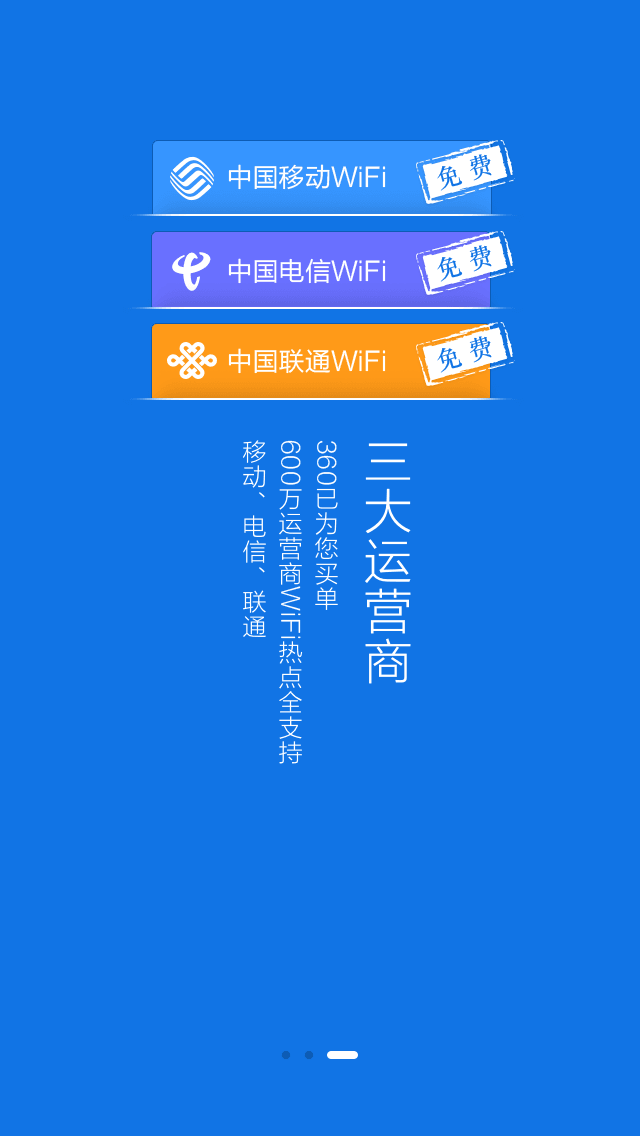 中国移动WiFi
免费
中国电信WiFi
免费
中国联通WiFi
免费
三大运营商
360已为您买单
600万运营商WiFi热点全支持
移动、电信、联通